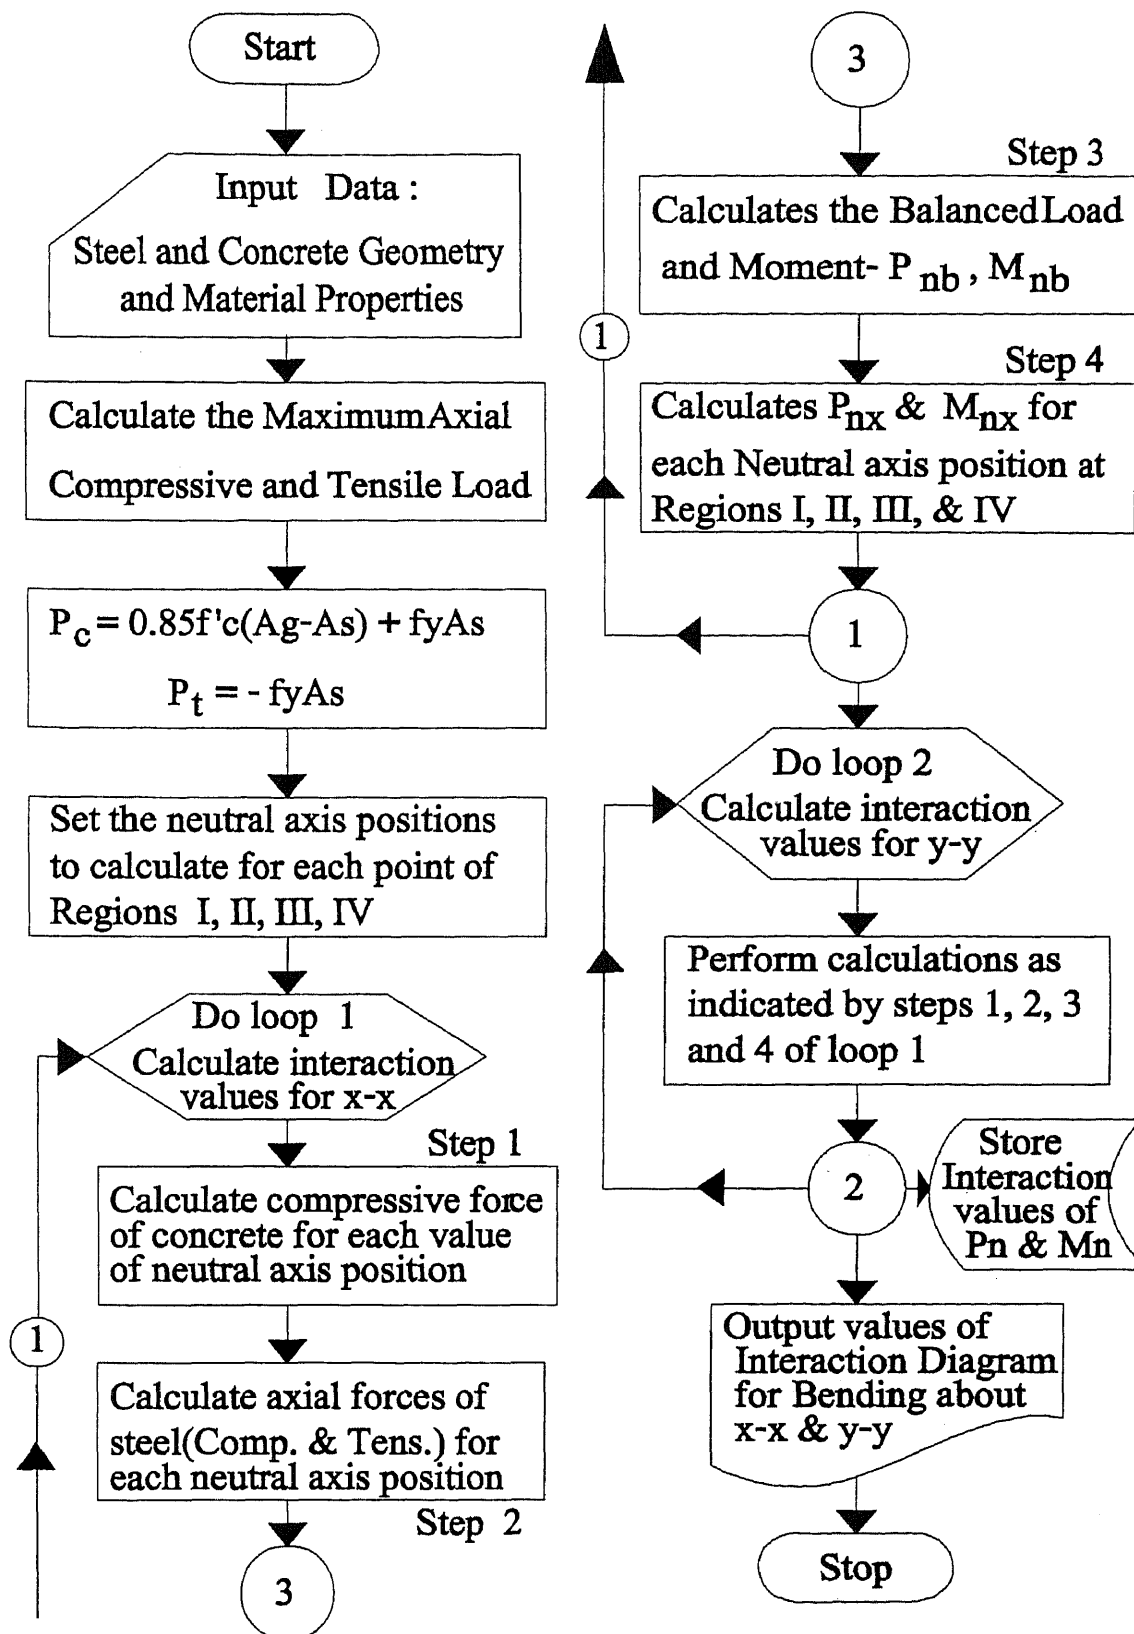 Start
Input Data :
Steel and Concrete Geometry
and Material Properties
Calculate the Maximum Axial
Compressive and Tensile Load
Pc = 0.85f'c(Ag-As) + fyAs
Pt = - fyAs
Set the neutral axis positions
to calculate for each point of
Regions I, II, III, IV
Do loop 1
Calculate interaction
values for x-x
Step 1
Calculate compressive force
of concrete for each value
of neutral axis position
1
Calculate axial forces of
steel(Comp. & Tens.) for
each neutral axis position
Step 2
3
3
Step 3
Calculates the Balanced Load
and Moment- Pnb , Mnb
1
Step 4
Calculates Pnx & Mnx for
each Neutral axis position at
Regions I, II, III, & IV
1
Do loop 2
Calculate interaction
values for y-y
Perform calculations as
indicated by steps 1, 2, 3
and 4 of loop 1
2
Store
Interaction
values of
Pn & Mn
Output values of
Interaction Diagram
for Bending about
x-x & y-y
Stop